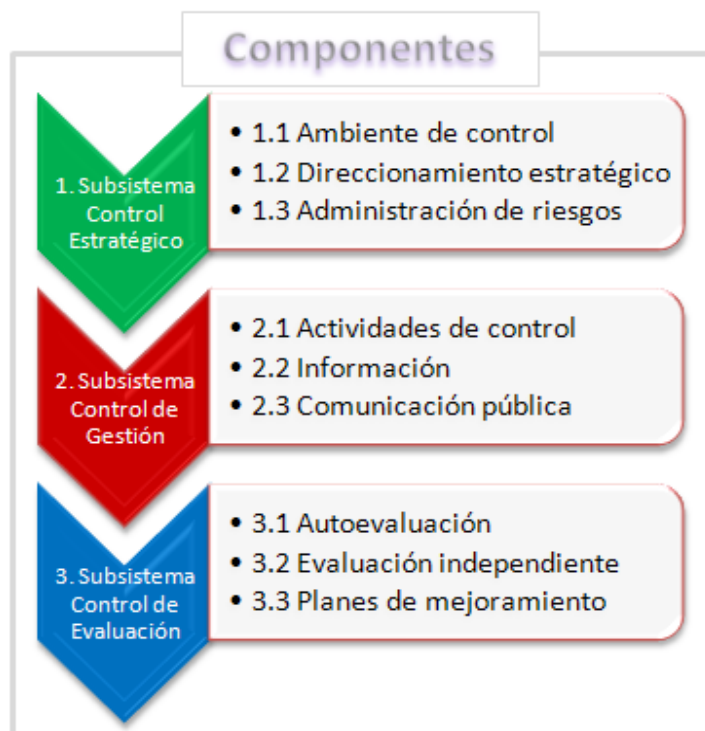 Componentes
1. Subsistema
Control
Estratégico
• 1.1 Ambiente de control
• 1.2 Direccionamiento estratégico
• 1.3 Administración de riesgos
2. Subsistema
Control de
Gestión
• 2.1 Actividades de control
• 2.2 Información
• 2.3 Comunicación pública
3. Subsistema
Control de
Evaluación
• 3.1 Autoevaluación
• 3.2 Evaluación independiente
• 3.3 Planes de mejoramiento